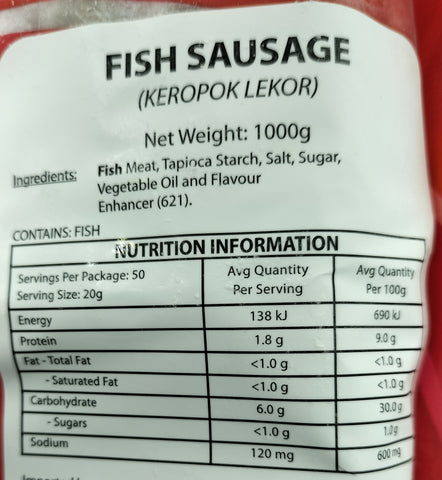 FISH SAUSAGE
(KEROPOK LEKOR)
Net Weight: 1000g
Ingredients: Fish Meat, Tapioca Starch, Salt, Sugar,
Vegetable Oil and Flavour
Enhancer (621).
CONTAINS: FISH
NUTRITION INFORMATION
Servings Per Package: 50
Serving Size: 20g
Avg Quantity
Per Serving
Avg Quantity
Per 100g
Energy 138 kJ 690 kJ
Protein 1.8 g 9.0 g
Fat - Total Fat <1.0 g <1.0 g
- Saturated Fat <1.0 g <1.0 g
Carbohydrate 6.0 g 30.0 g
- Sugars <1.0 g 1.0 g
Sodium 120 mg 600 mg